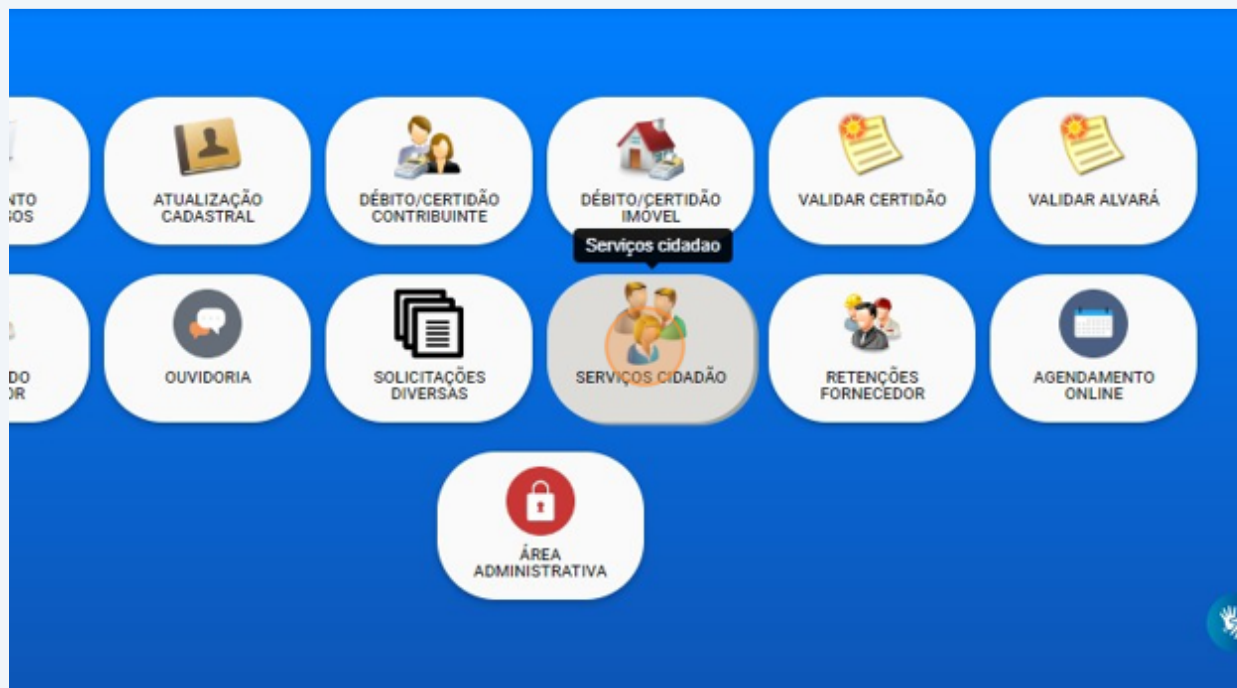 ATUALIZAÇÃO
CADASTRAL
DÉBITO/CERTIDÃO
CONTRIBUINTE
DÉBITO/CERTIDÃO
IMÓVEL
VALIDAR CERTIDÃO
VALIDAR ALVARÁ
Serviços cidadao
OUVIDORIA
SOLICITAÇÕES
DIVERSAS
SERVIÇOS CIDADÃO
RETENÇÕES
FORNECEDOR
AGENDAMENTO
ONLINE
ÁREA
ADMINISTRATIVA